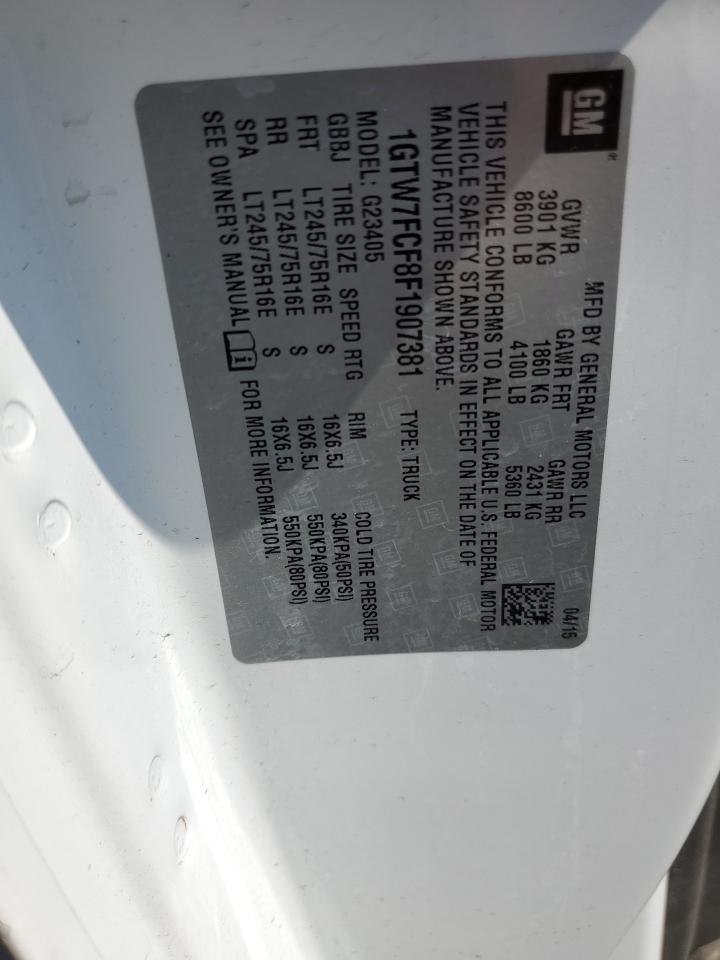 GM
MFD BY GENERAL MOTORS LLC 04/15
GVWR GAWR FRT GAWR RR
3901 KG 1860 KG 2431 KG
8600 LB 4100 LB 5360 LB
THIS VEHICLE CONFORMS TO ALL APPLICABLE U.S. FEDERAL MOTOR
VEHICLE SAFETY STANDARDS IN EFFECT ON THE DATE OF
MANUFACTURE SHOWN ABOVE.
1GTW7FCF8F1907381 TYPE: TRUCK
MODEL: G23405
GBBJ TIRE SIZE SPEED RTG RIM COLD TIRE PRESSURE
FRT LT245/75R16E S 16X6.5J 340KPA(50PSI)
RR LT245/75R16E S 16X6.5J 550KPA(80PSI)
SPA LT245/75R16E S 16X6.5J 550KPA(80PSI)
SEE OWNER'S MANUAL FOR MORE INFORMATION.